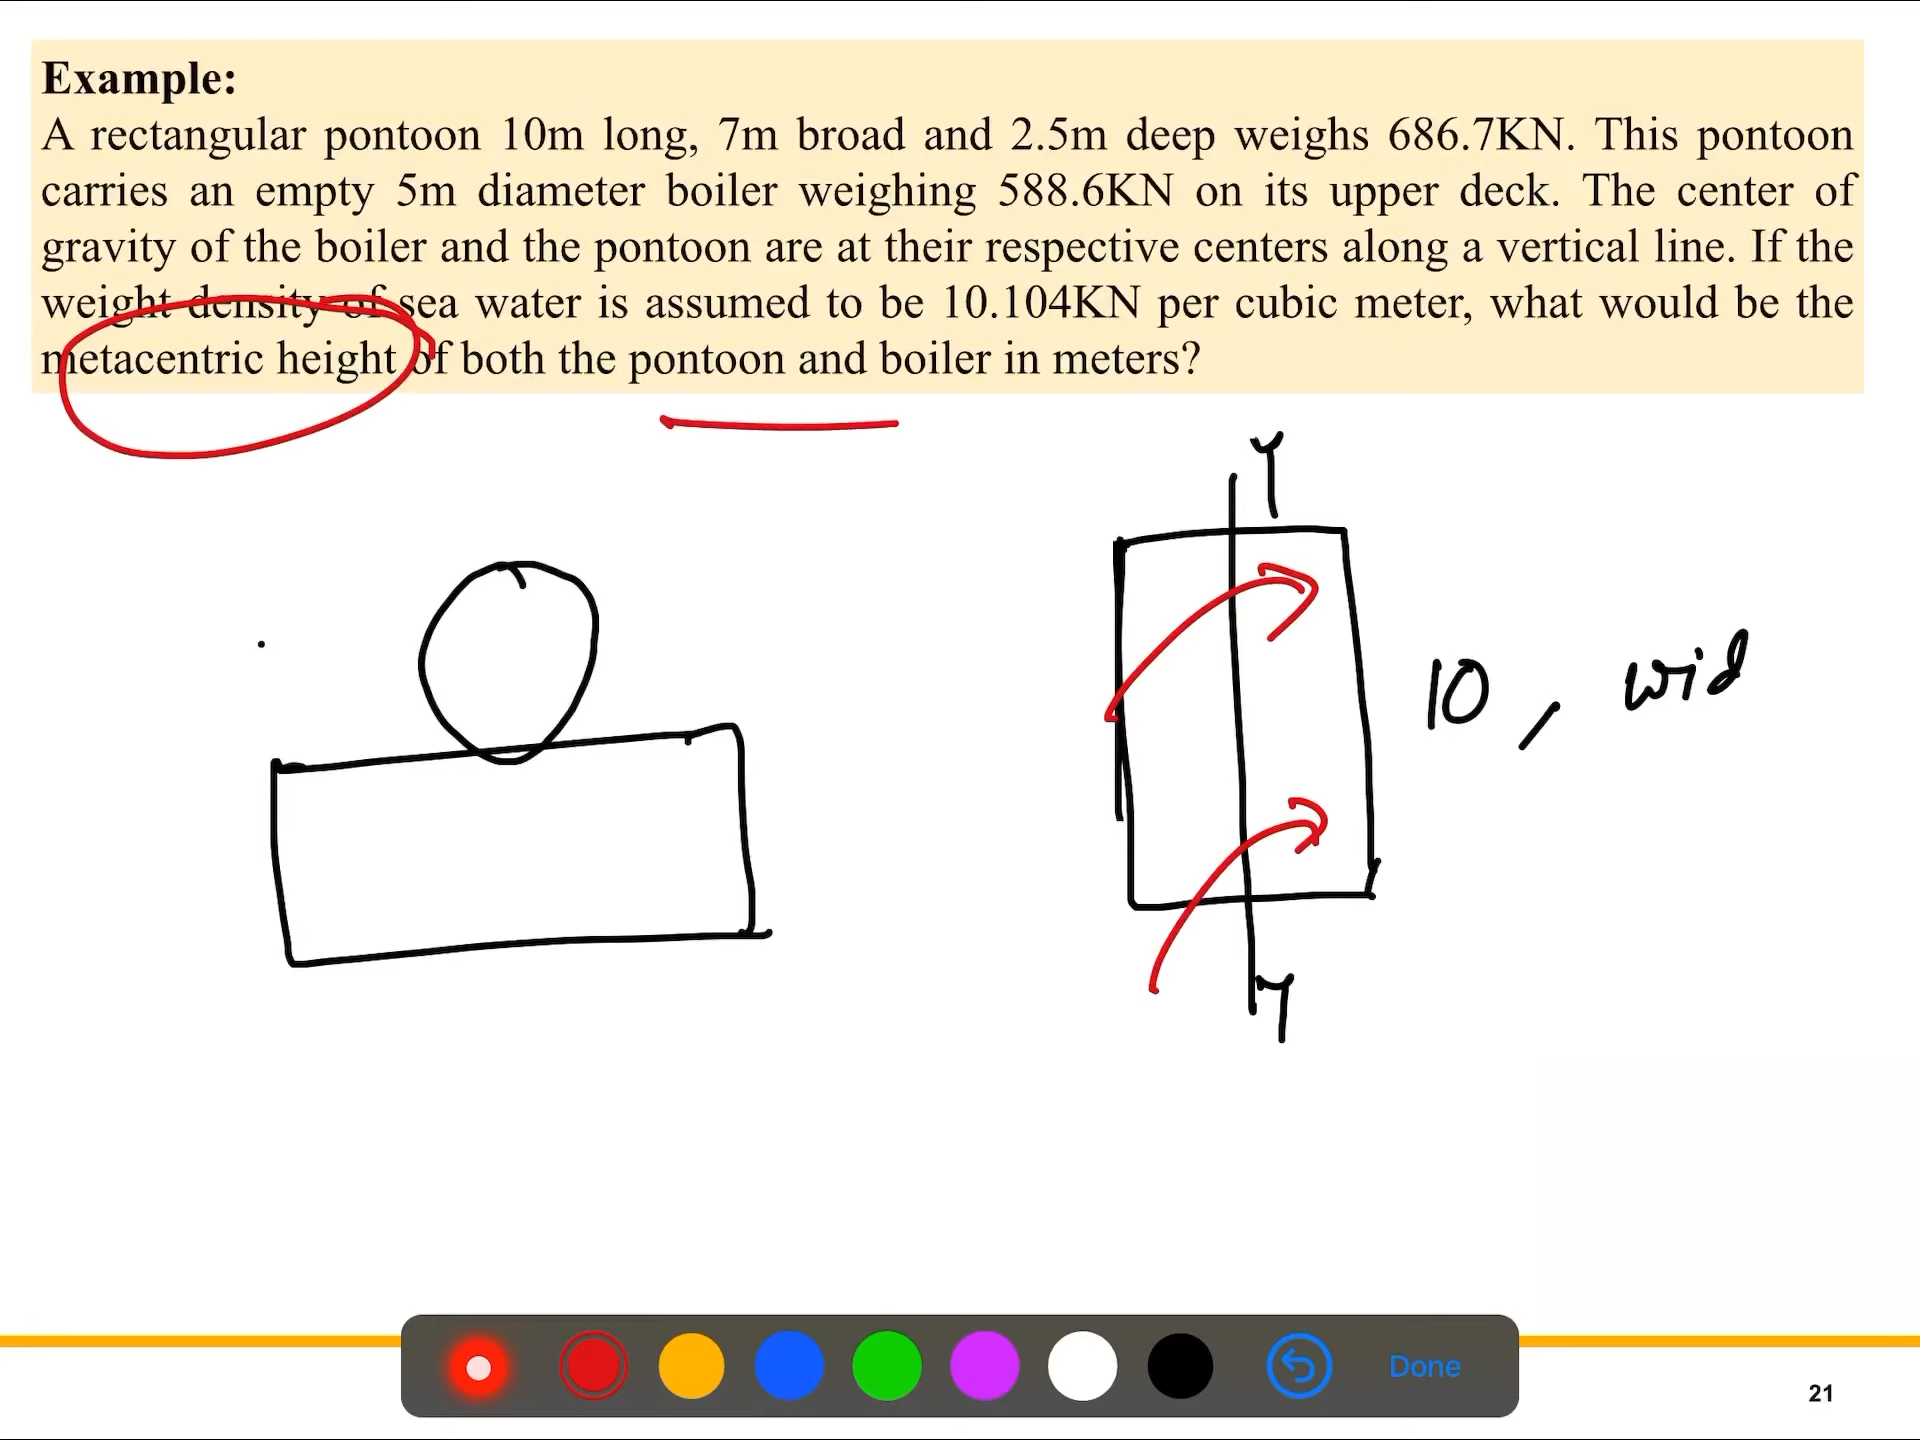 Example:
A rectangular pontoon 10m long, 7m broad and 2.5m deep weighs 686.7KN. This pontoon
carries an empty 5m diameter boiler weighing 588.6KN on its upper deck. The center of
gravity of the boiler and the pontoon are at their respective centers along a vertical line. If the
weight density of sea water is assumed to be 10.104KN per cubic meter, what would be the
metacentric height of both the pontoon and boiler in meters?
Y
10, wid
Y
Done
21